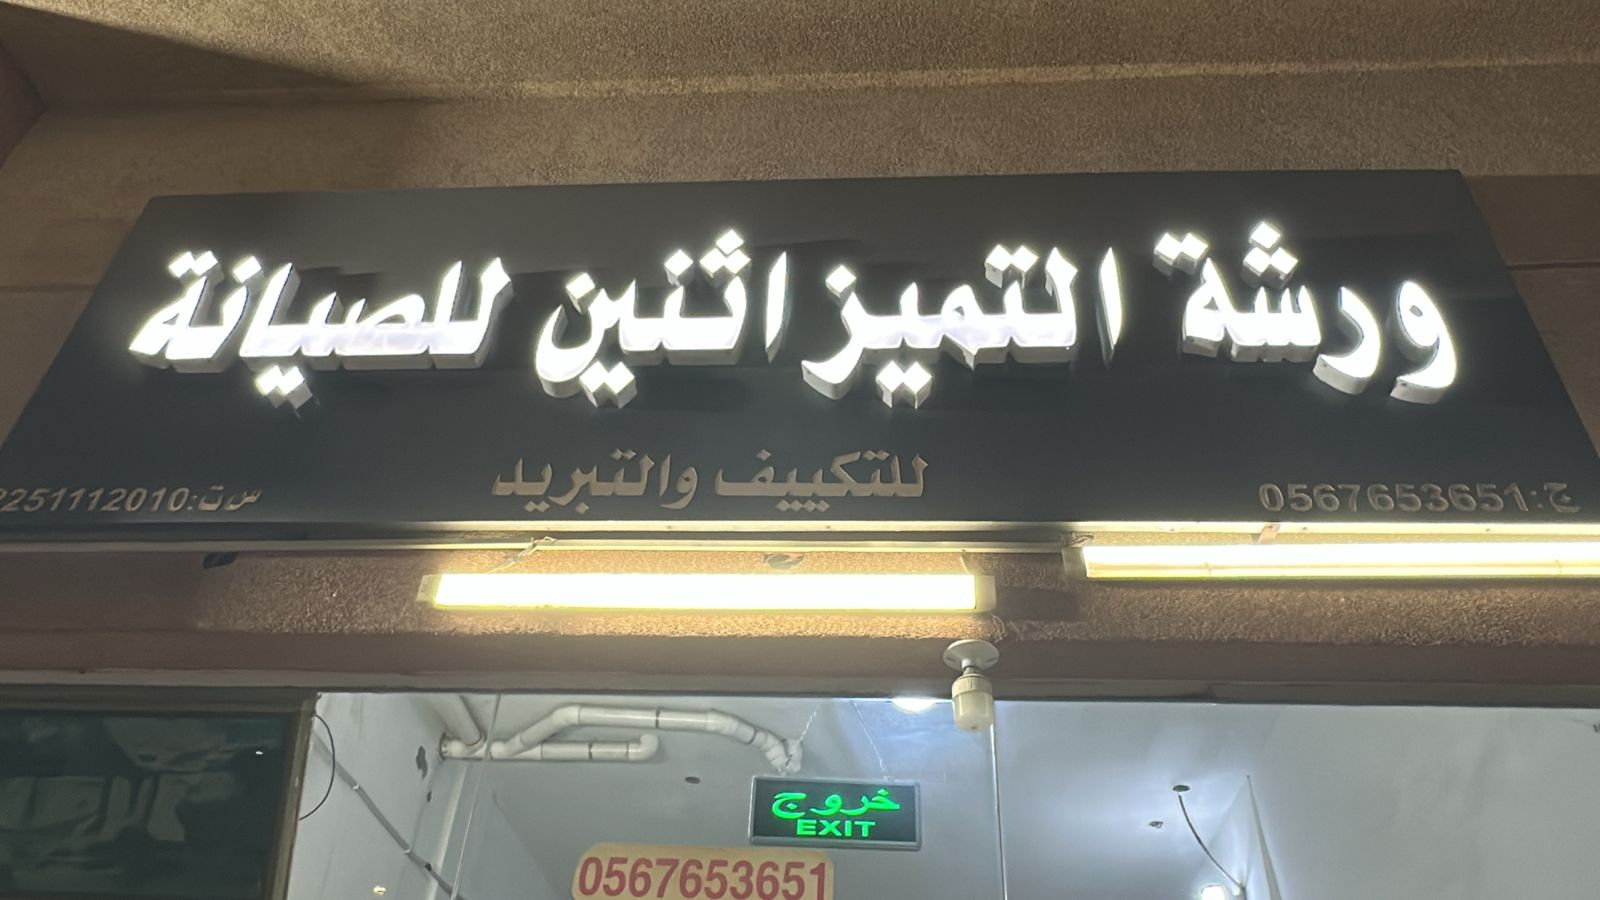 ورشة التميز اثنين للصيانة
للتكييف والتبريد
ج:0567653651
س ت:2251112010
خروج
EXIT
0567653651